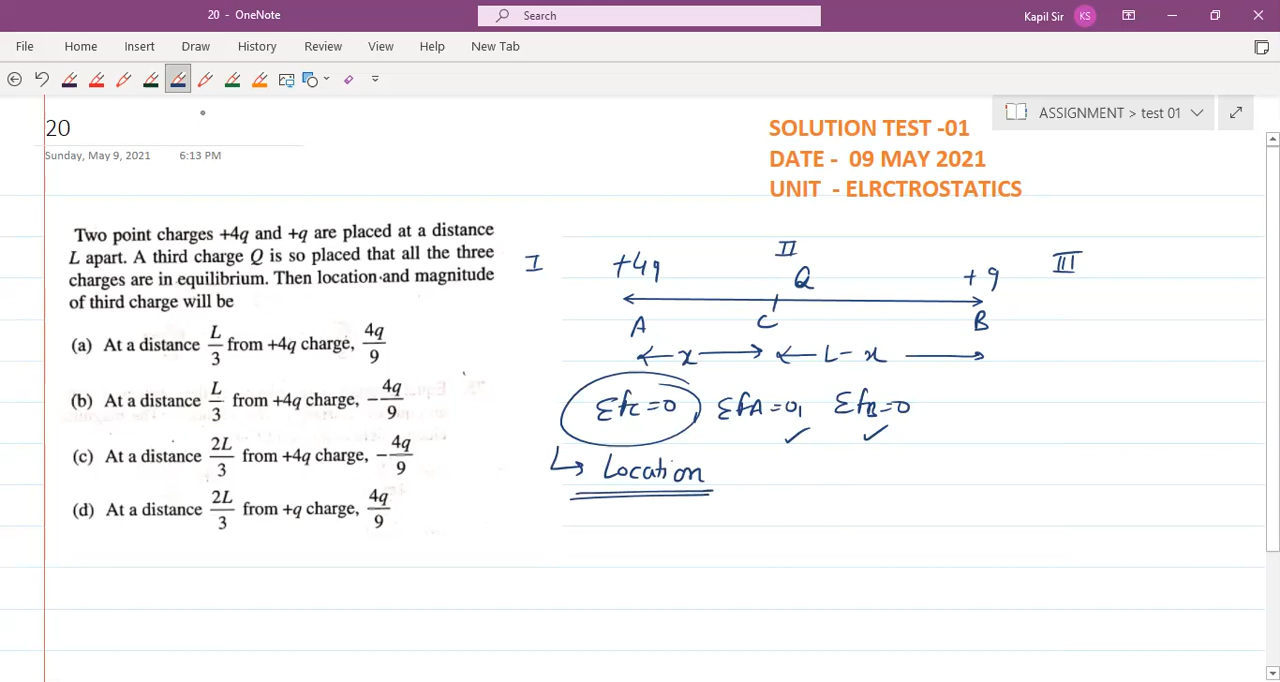 20 - OneNote
Search
Kapil Sir
KS
File Home Insert Draw History Review View Help New Tab
ASSIGNMENT > test 01
20
Sunday, May 9, 2021 6:13 PM
SOLUTION TEST -01
DATE - 09 MAY 2021
UNIT - ELRCTROSTATICS
Two point charges +4q and +q are placed at a distance
L apart. A third charge Q is so placed that all the three
charges are in equilibrium. Then location and magnitude
of third charge will be
(a) At a distance L/3 from +4q charge, 4q/9
(b) At a distance L/3 from +4q charge, -4q/9
(c) At a distance 2L/3 from +4q charge, -4q/9
(d) At a distance 2L/3 from +q charge, 4q/9
I +4q II Q +q III
A C B
x L-x
Σfc=0, ΣfA=0, ΣfB=0
↳ Location